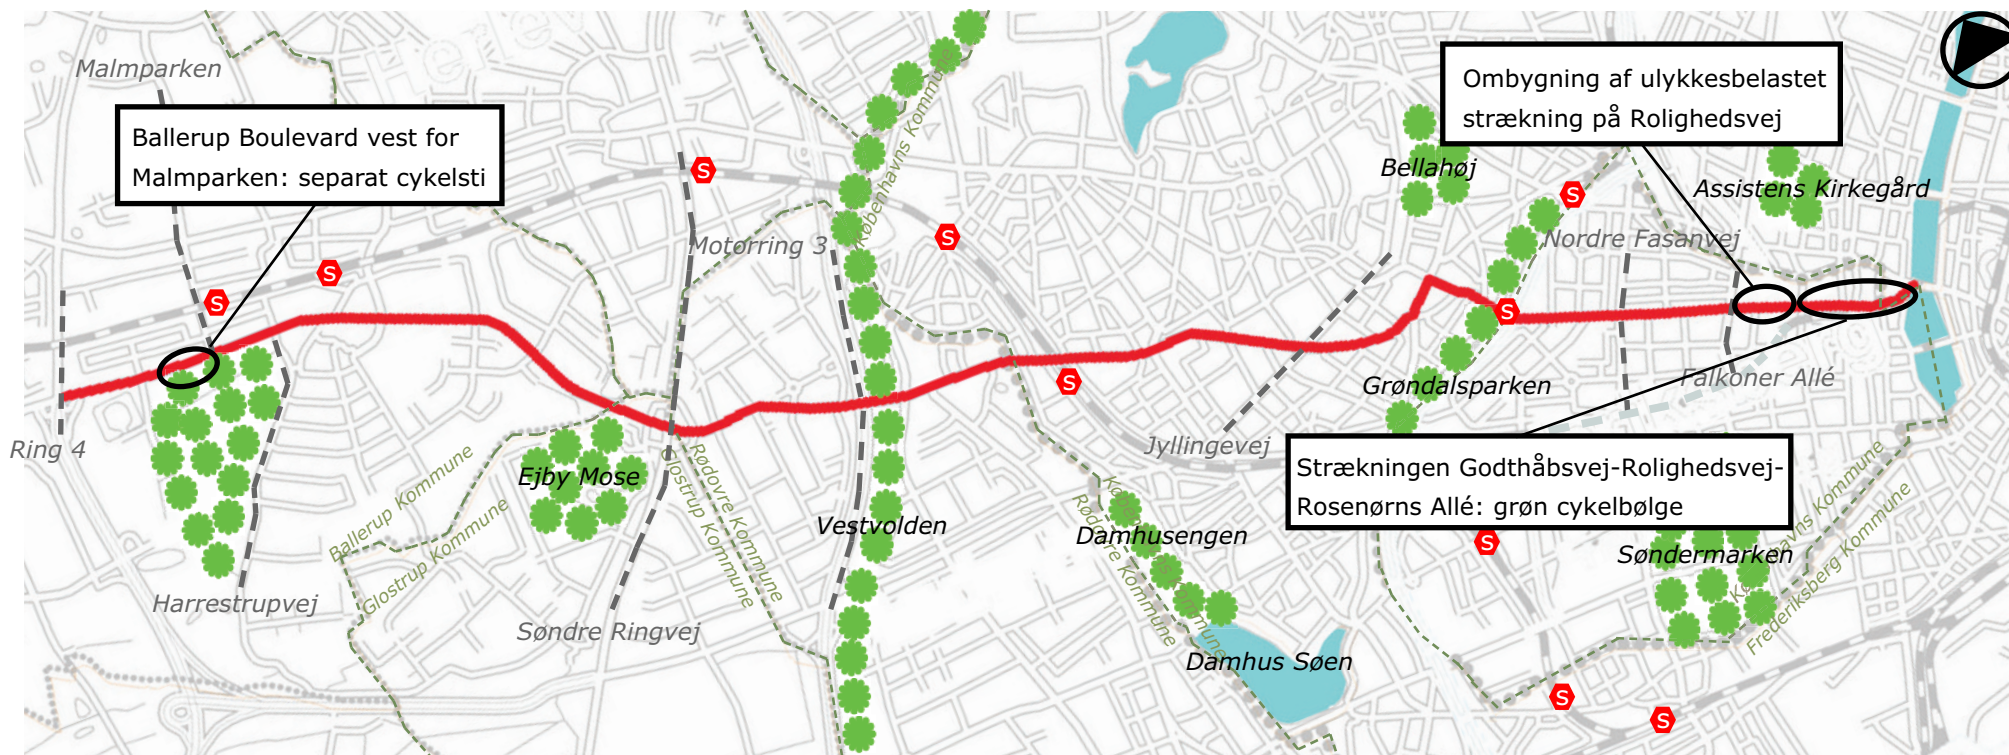 Malmparken
Ballerup Boulevard vest for
Malmparken: separat cykelsti
Herlev
Københavns Kommune
Ombygning af ulykkesbelastet
strækning på Rolighedsvej
Bellahøj
Assistens Kirkegård
S
S
S
S
S
S
S
S
S
S
Motorring 3
Nordre Fasanvej
Ring 4
Grøndalsparken
Falkoner Allé
Jyllingevej
Strækningen Godthåbsvej-Rolighedsvej-
Rosenørns Allé: grøn cykelbølge
Ejby Mose
Ballerup Kommune
Glostrup Kommune
Rødovre Kommune
Glostrup Kommune
Vestvolden
Damhusengen
Københavns Kommune
Rødovre Kommune
Søndermarken
Københavns Kommune
Frederiksberg Kommune
Harrestrupvej
Søndre Ringvej
Damhus Søen